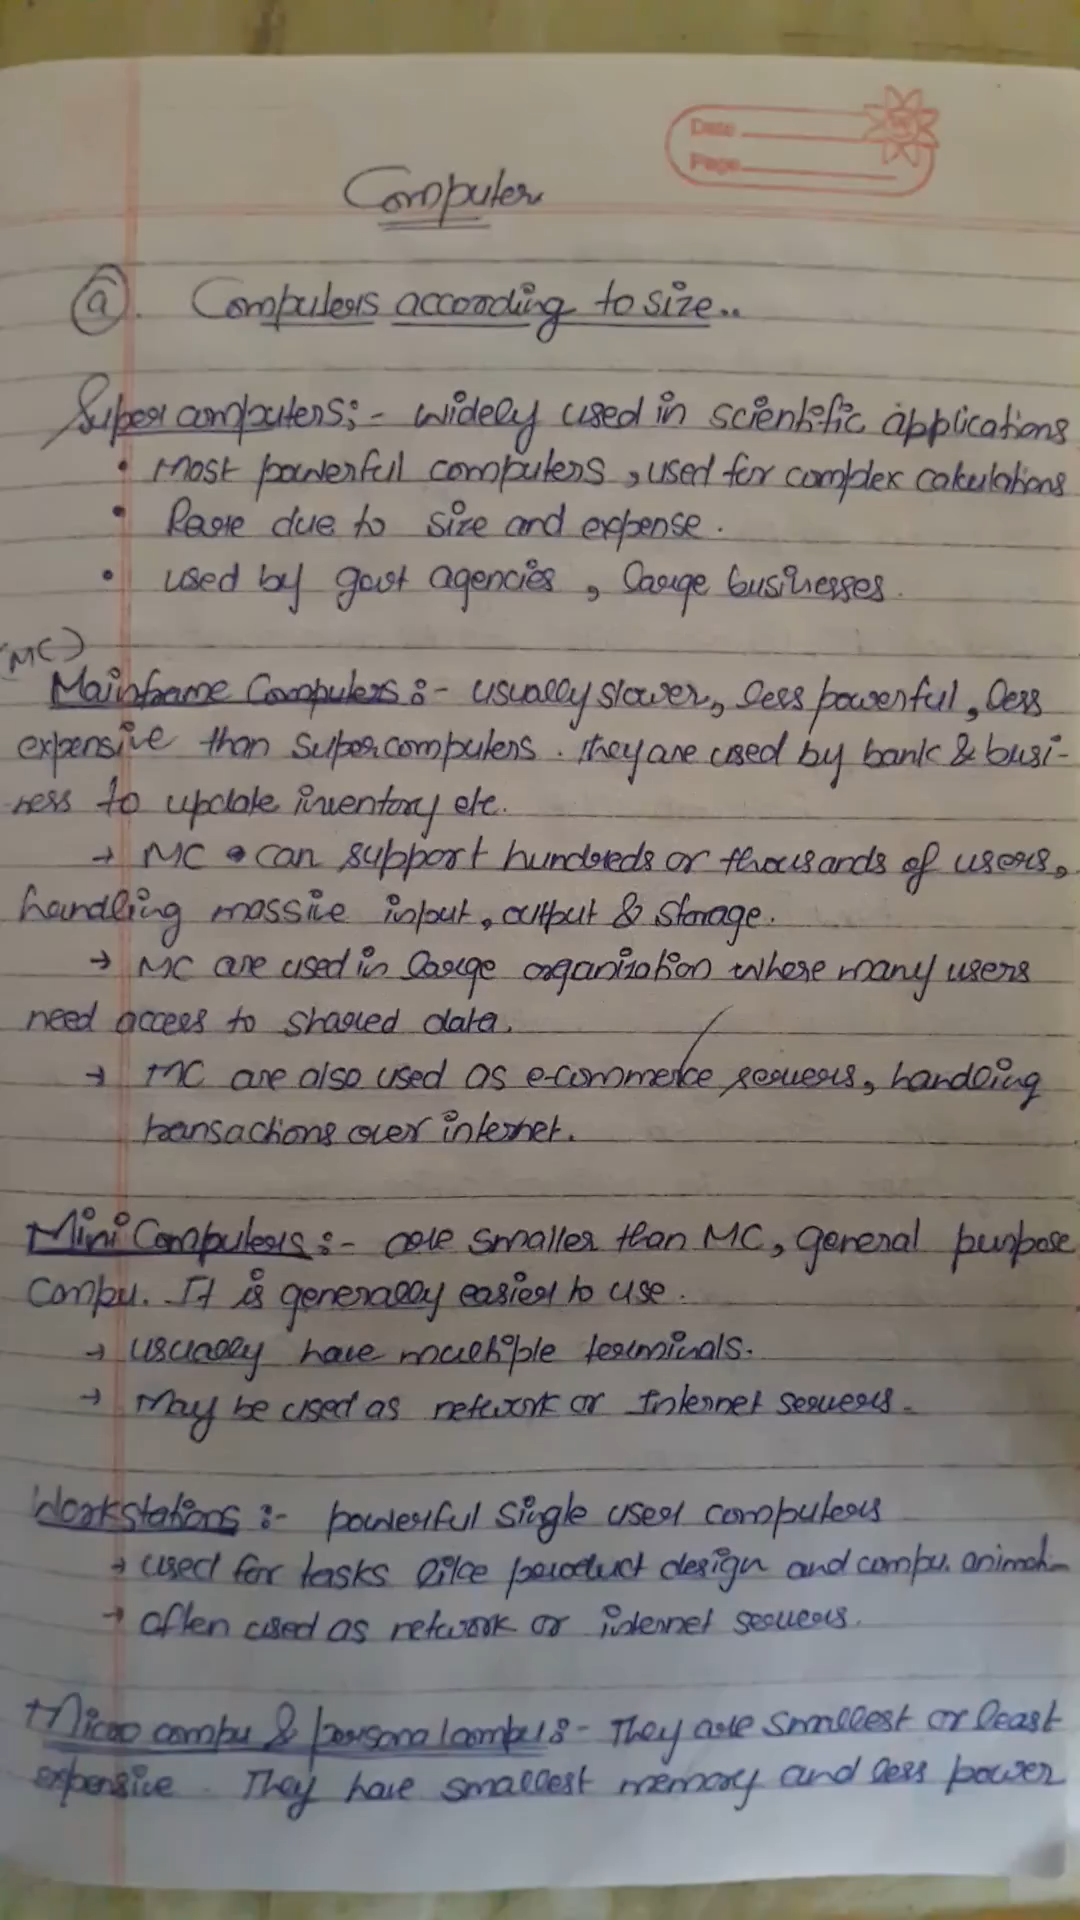 Date
Page
Computer
(a). Computers according to size..
Supercomputers:- widely used in scientific applications
• Most powerful computers, used for complex calculations
• Rare due to size and expense.
• used by govt agencies, large businesses.
(MC)
Mainframe Computers:- usually slower, less powerful, less
expensive than supercomputers. They are used by bank & busi-
ness to update inventory etc.
→ MC can support hundreds or thousands of users,
handling massive input, output & storage.
→ MC are used in large organization where many users
need access to shared data.
→ MC are also used as e-commerce servers, handling
transactions over internet.
Mini Computers:- are smaller than MC, general purpose
compu. It is generally easier to use.
→ usually have multiple terminals.
→ May be used as network or Internet servers.
Workstations:- powerful single user computers
→ used for tasks like product design and compu. animat-
→ often used as network or internet servers.
Micro compu & personal compu:- They are smallest or least
expensive. They have smallest memory and less power